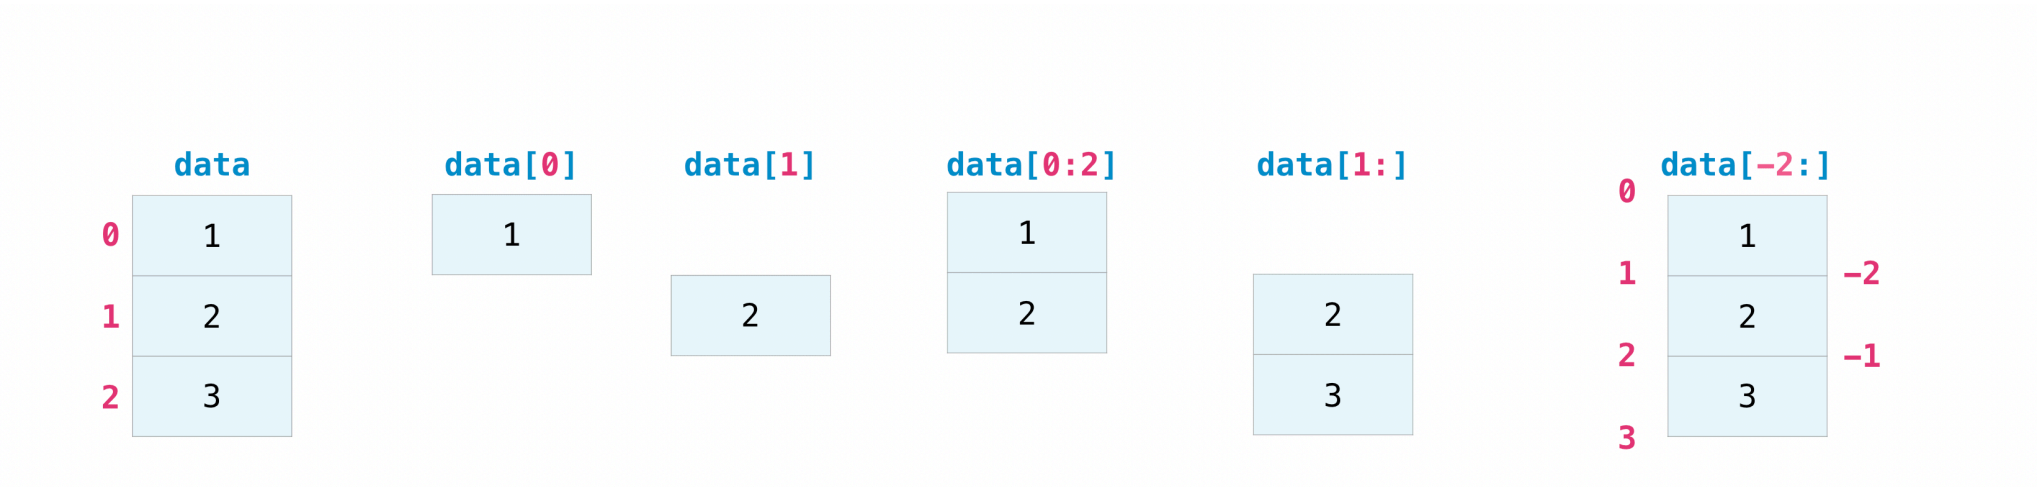 data data[0] data[1] data[0:2] data[1:] data[-2:]
0
0 1 1 1 1
1 -2
1 2 2 2 2 2
2 -1
2 3 3 3
3